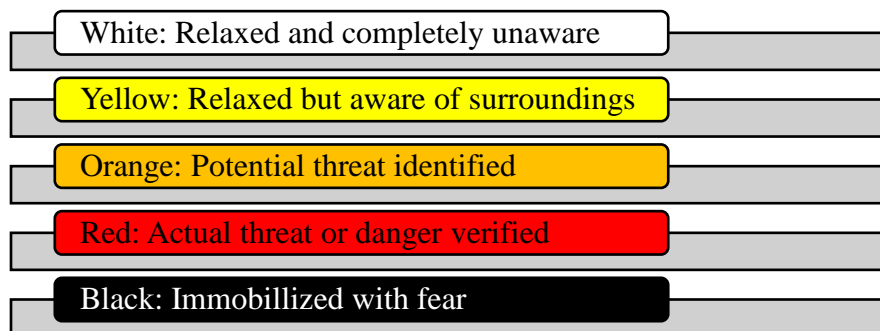 White: Relaxed and completely unaware
Yellow: Relaxed but aware of surroundings
Orange: Potential threat identified
Red: Actual threat or danger verified
Black: Immobillized with fear